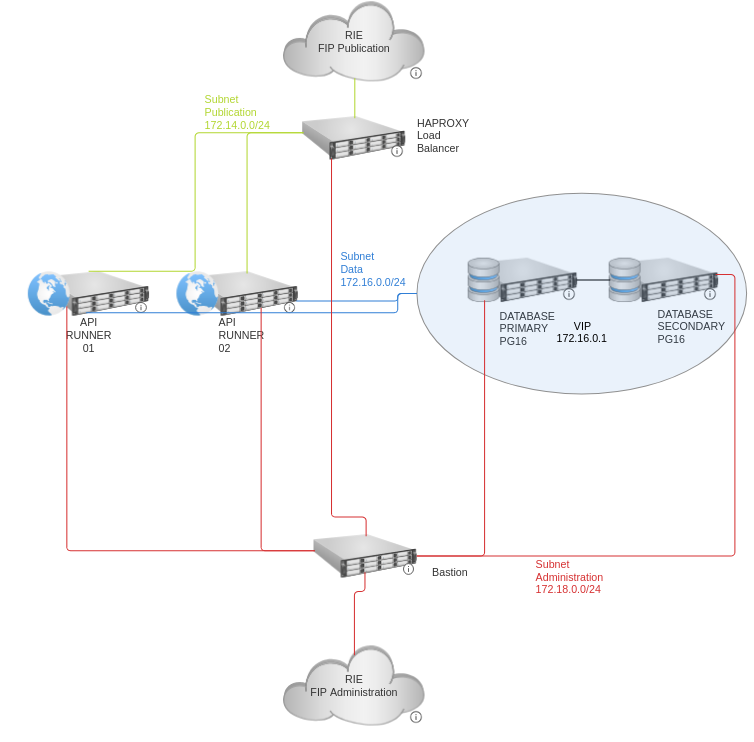 RIE
FIP Publication
Subnet
Publication
172.14.0.0/24
HAPROXY
Load
Balancer
Subnet
Data
172.16.0.0/24
API
RUNNER
01
API
RUNNER
02
DATABASE
PRIMARY
PG16
VIP
172.16.0.1
DATABASE
SECONDARY
PG16
Bastion
Subnet
Administration
172.18.0.0/24
RIE
FIP Administration